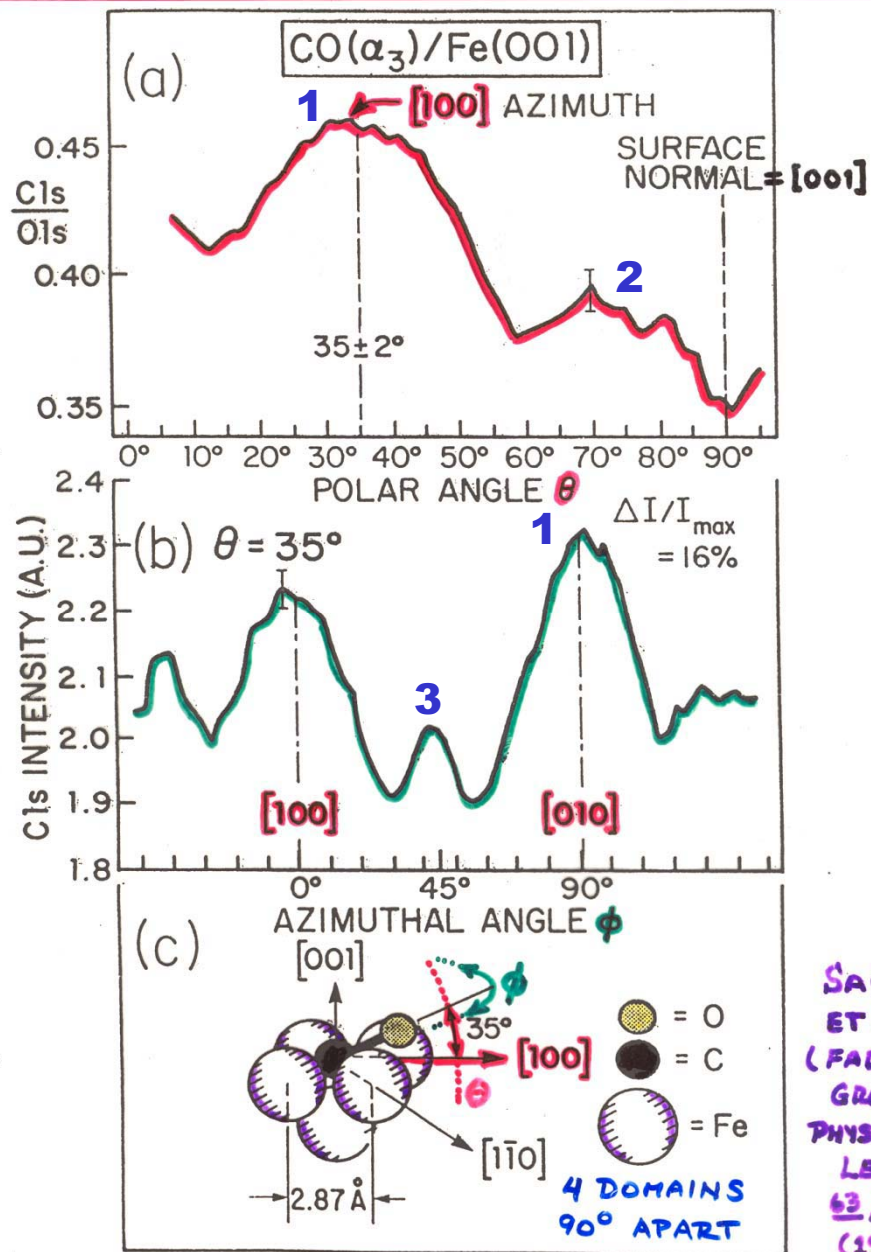 CO(α3)/Fe(001)
(a)
1
[100] AZIMUTH
SURFACE
NORMAL = [001]
0.45
C1s
O1s
0.40
2
35±2°
0.35
0° 10° 20° 30° 40° 50° 60° 70° 80° 90°
POLAR ANGLE θ
2.4
(b) θ = 35°
1
ΔI/Imax
= 16%
2.3
2.2
2.1
3
2.0
1.9
[100]
[010]
1.8
C1s INTENSITY (A.U.)
0° 45° 90°
AZIMUTHAL ANGLE ϕ
(c)
[001]
ϕ
35°
[100]
θ
[11̄0]
2.87 Å
= O
= C
= Fe
4 DOMAINS
90° APART
ET
PHYS
63